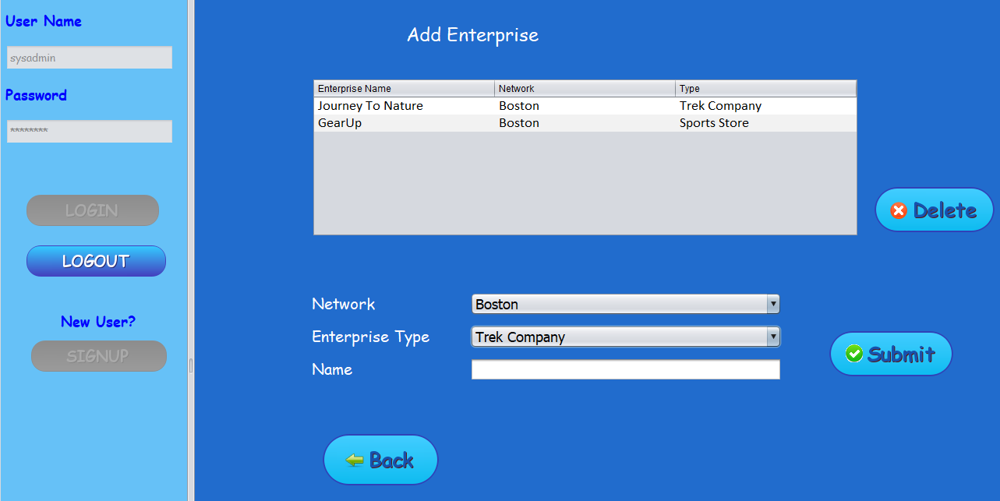 User Name
sysadmin
Password
********
LOGIN
LOGOUT
New User?
SIGNUP
Add Enterprise
Enterprise Name Network Type
Journey To Nature Boston Trek Company
GearUp Boston Sports Store
Delete
Network Boston
Enterprise Type Trek Company
Name
Submit
Back